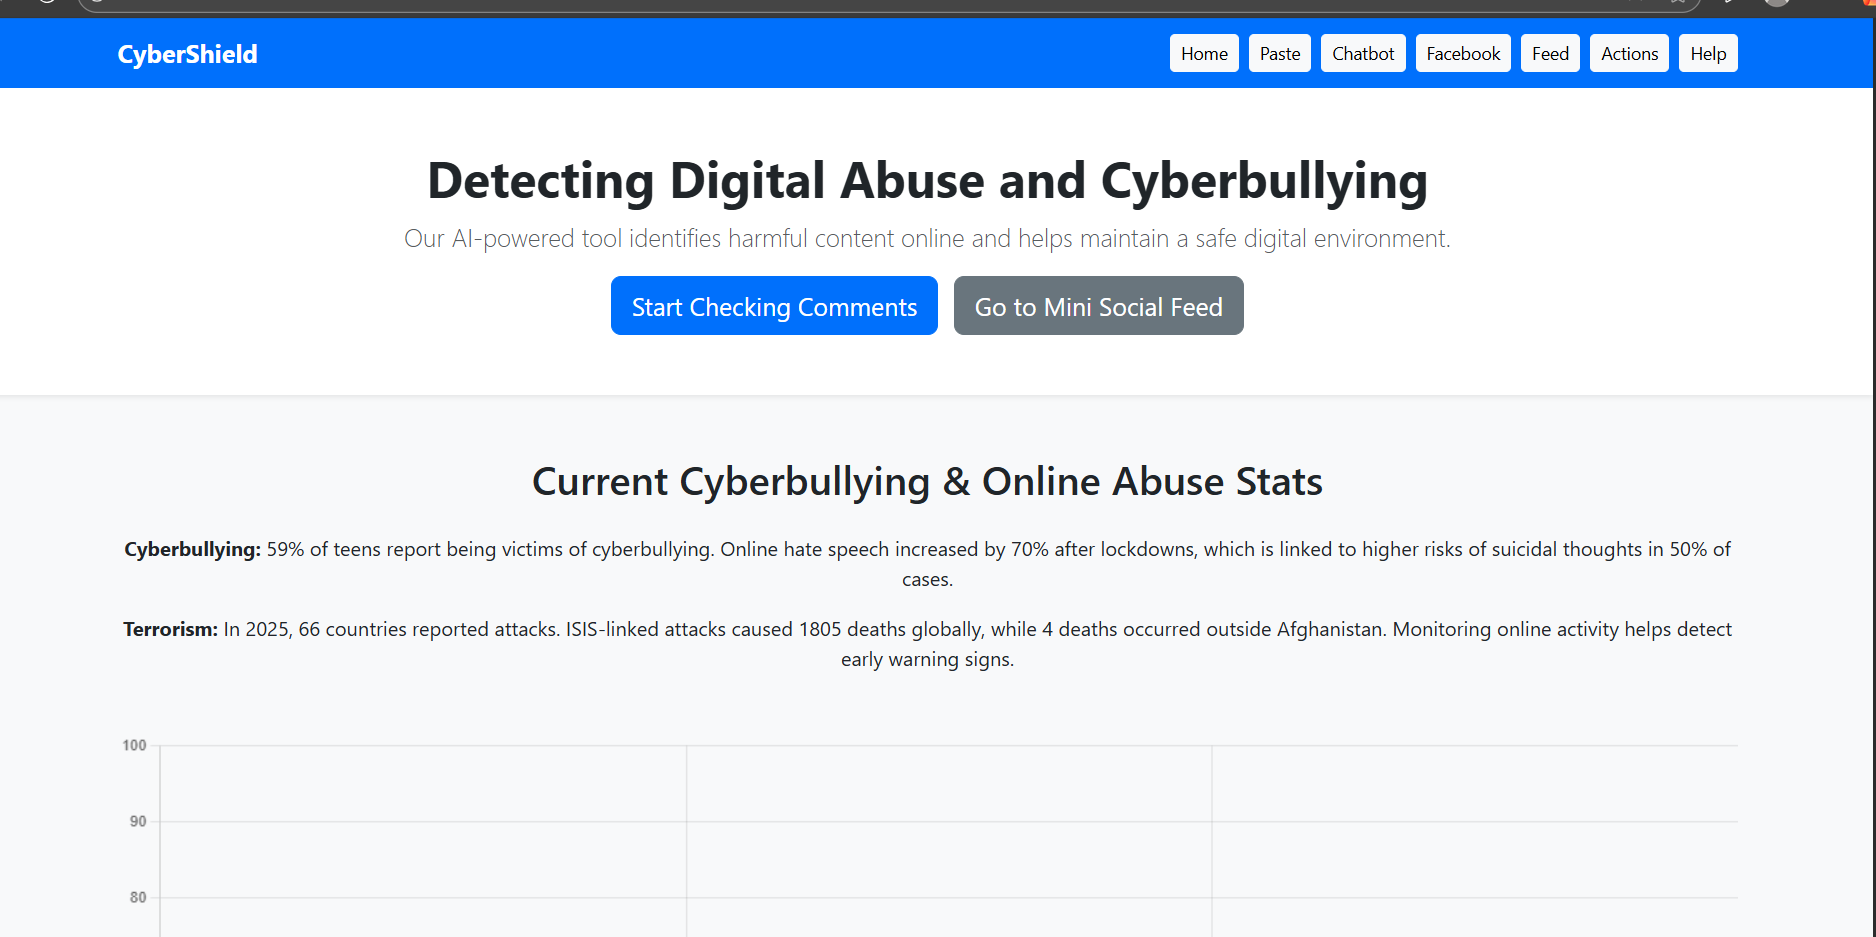 CyberShield
Home
Paste
Chatbot
Facebook
Feed
Actions
Help
Detecting Digital Abuse and Cyberbullying
Our AI-powered tool identifies harmful content online and helps maintain a safe digital environment.
Start Checking Comments
Go to Mini Social Feed
Current Cyberbullying & Online Abuse Stats
Cyberbullying: 59% of teens report being victims of cyberbullying. Online hate speech increased by 70% after lockdowns, which is linked to higher risks of suicidal thoughts in 50% of
cases.
Terrorism: In 2025, 66 countries reported attacks. ISIS-linked attacks caused 1805 deaths globally, while 4 deaths occurred outside Afghanistan. Monitoring online activity helps detect
early warning signs.
100
90
80